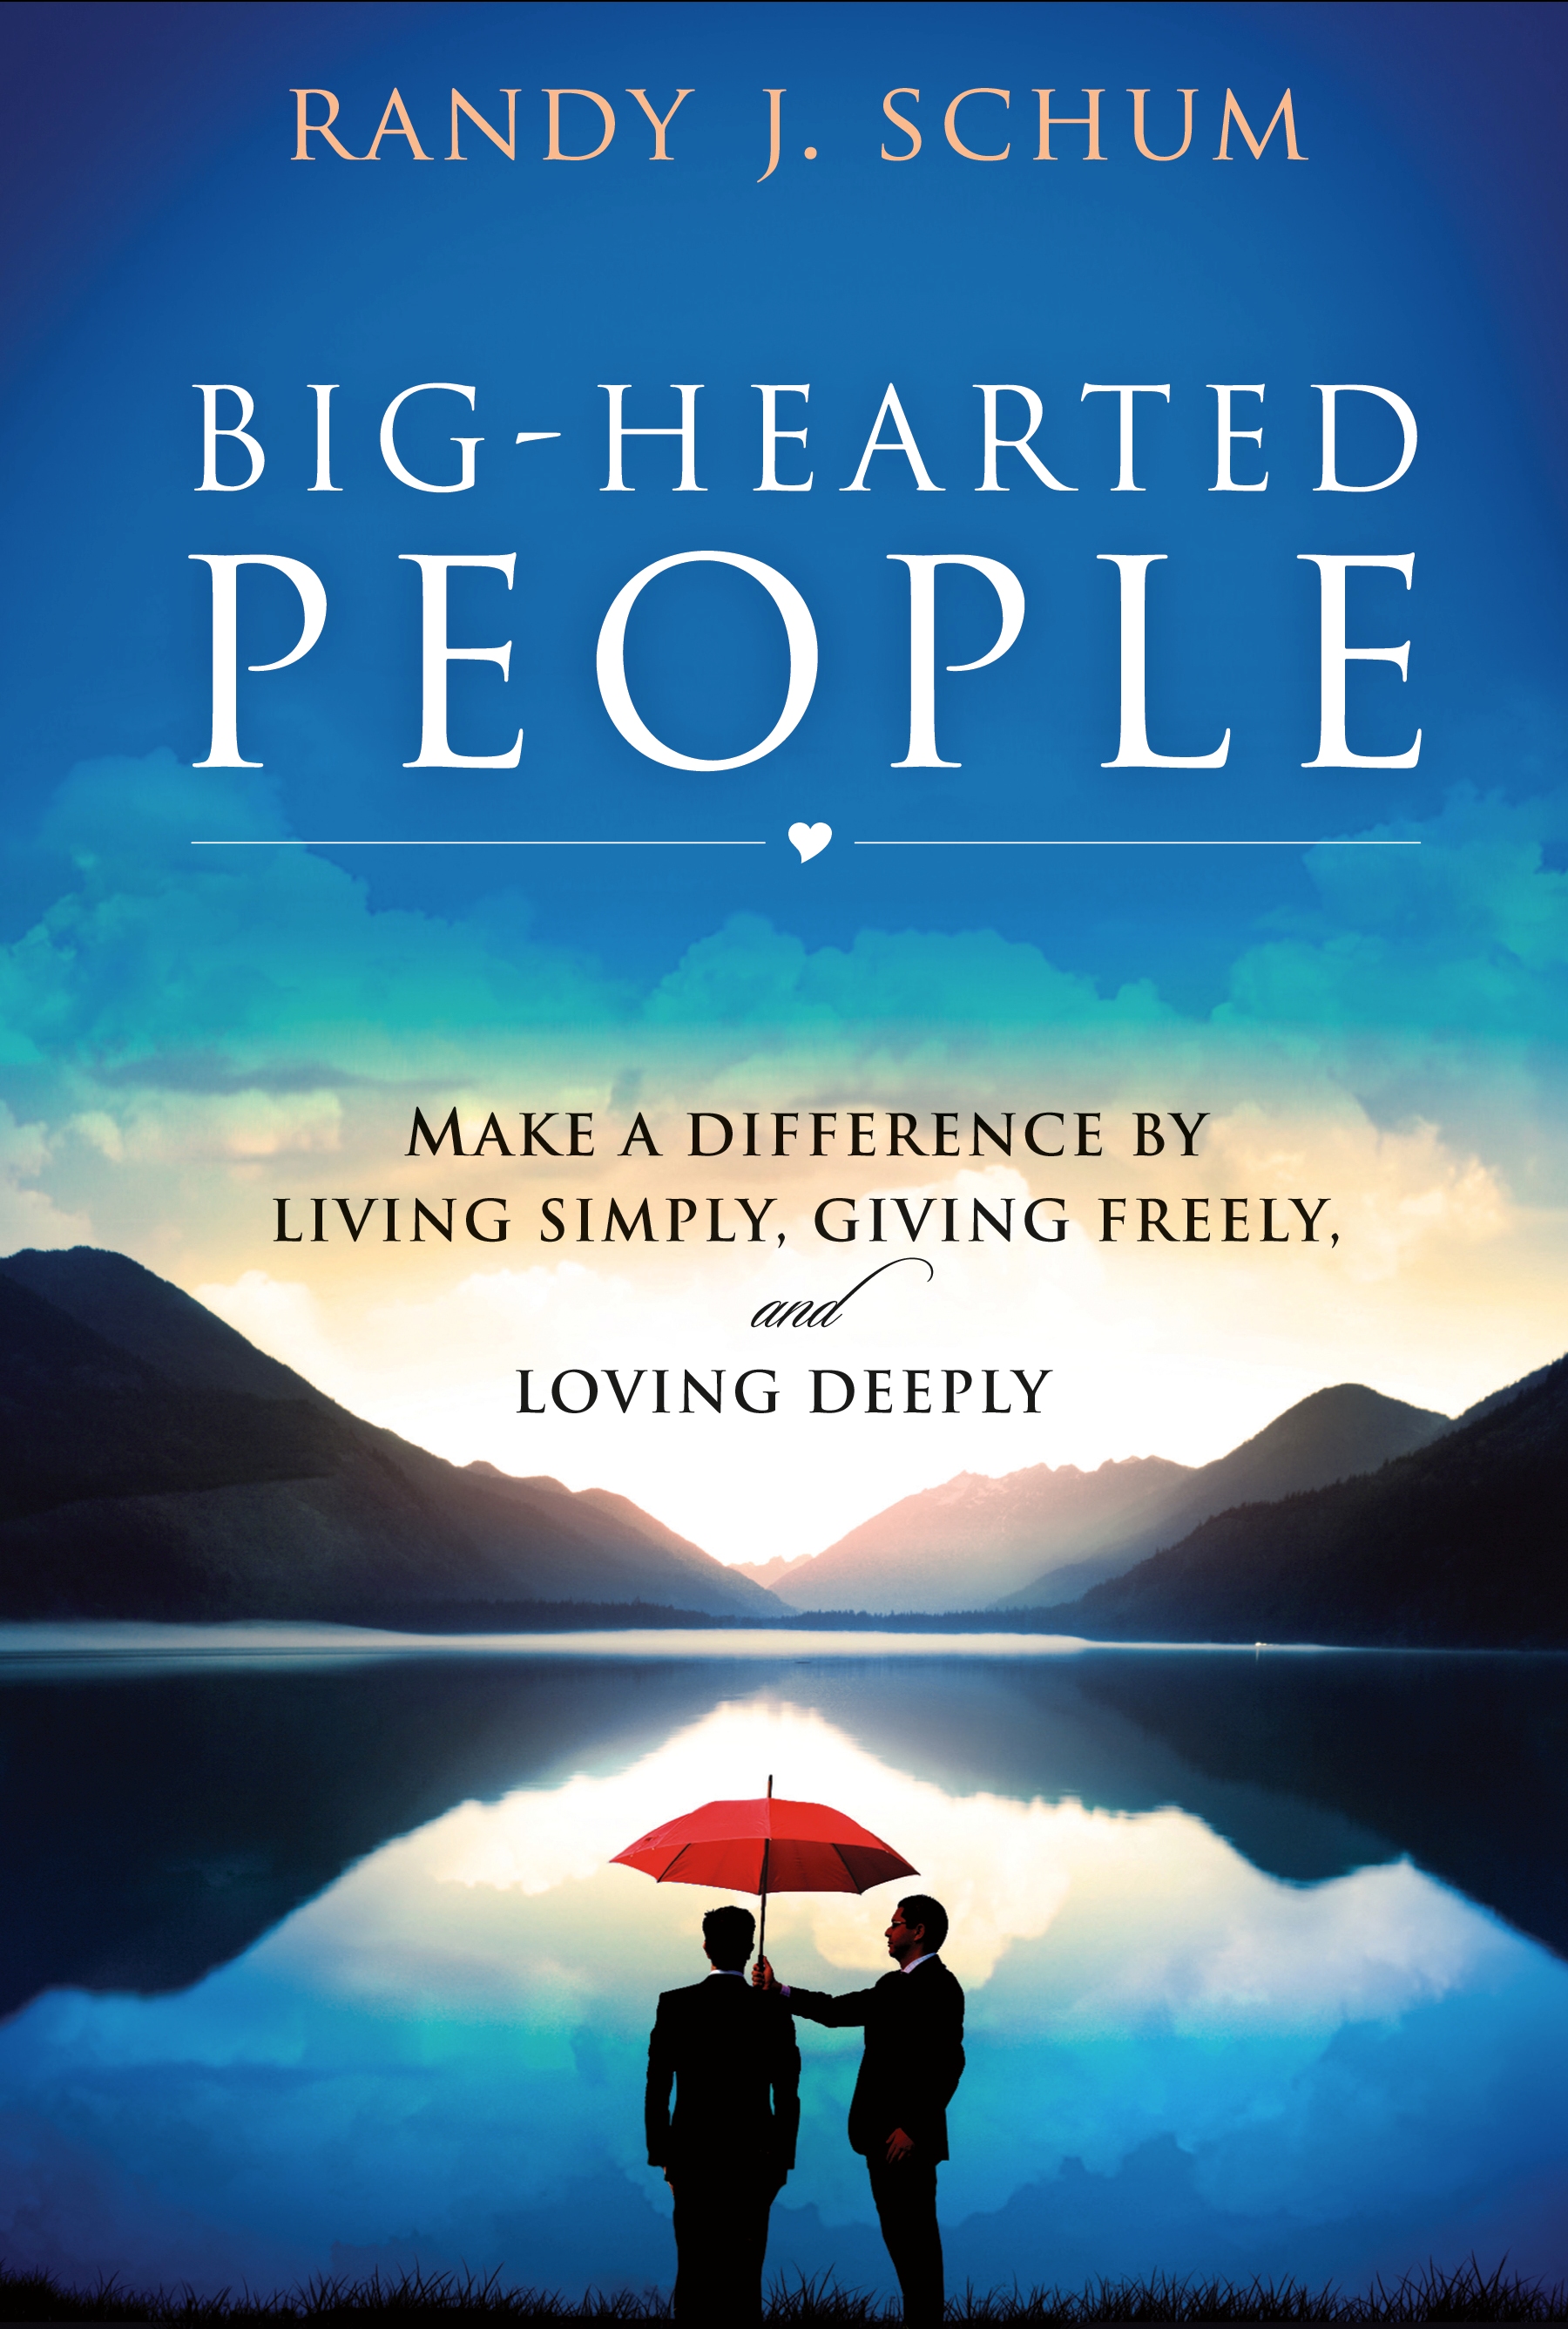 RANDY J. SCHUM
BIG-HEARTED
PEOPLE
MAKE A DIFFERENCE BY
LIVING SIMPLY, GIVING FREELY,
and
LOVING DEEPLY